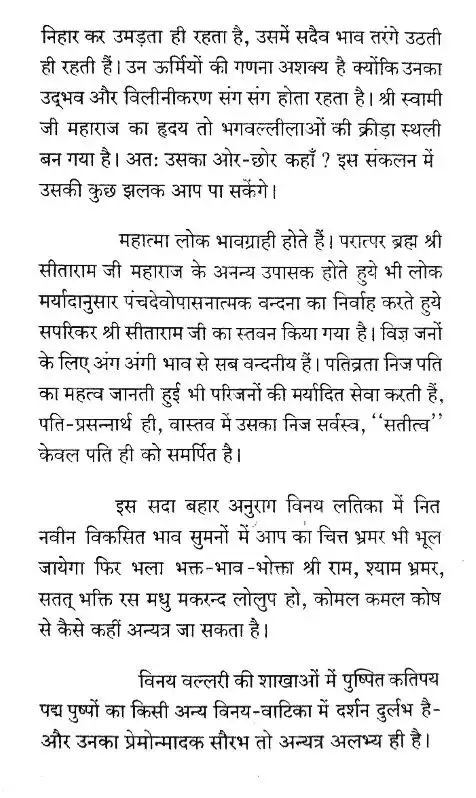 निहार कर उमड़ता ही रहता है, उसमें सदैव भाव तरंगे उठती
ही रहती हैं। उन ऊर्मियों की गणना अशक्य है क्योंकि उनका
उद्भव और विलीनीकरण संग संग होता रहता है। श्री स्वामी
जी महाराज का हृदय तो भगवल्लीलाओं की क्रीड़ा स्थली
बन गया है। अतः उसका ओर-छोर कहाँ ? इस संकलन में
उसकी कुछ झलक आप पा सकेंगे।
महात्मा लोक भावग्राही होते हैं। परात्पर ब्रह्म श्री
सीताराम जी महाराज के अनन्य उपासक होते हुये भी लोक
मर्यादानुसार पंचदेवोपासनात्मक वन्दना का निर्वाह करते हुये
सपरिकर श्री सीताराम जी का स्तवन किया गया है। विज्ञ जनों
के लिए अंग अंगी भाव से सब वन्दनीय हैं। पतिव्रता निज पति
का महत्व जानती हुई भी परिजनों की मर्यादित सेवा करती हैं,
पति-प्रसन्नार्थ ही, वास्तव में उसका निज सर्वस्व, ‘‘सतीत्व’’
केवल पति ही को समर्पित है।
इस सदा बहार अनुराग विनय लतिका में नित
नवीन विकसित भाव सुमनों में आप का चित्त भ्रमर भी भूल
जायेगा फिर भला भक्त-भाव-भोक्ता श्री राम, श्याम भ्रमर,
सतत् भक्ति रस मधु मकरन्द लोलुप हो, कोमल कमल कोष
से कैसे कहीं अन्यत्र जा सकता है।
विनय वल्लरी की शाखाओं में पुष्पित कतिपय
पद्य पुष्पों का किसी अन्य विनय-वाटिका में दर्शन दुर्लभ है-
और उनका प्रेमोन्मादक सौरभ तो अन्यत्र अलभ्य ही है।